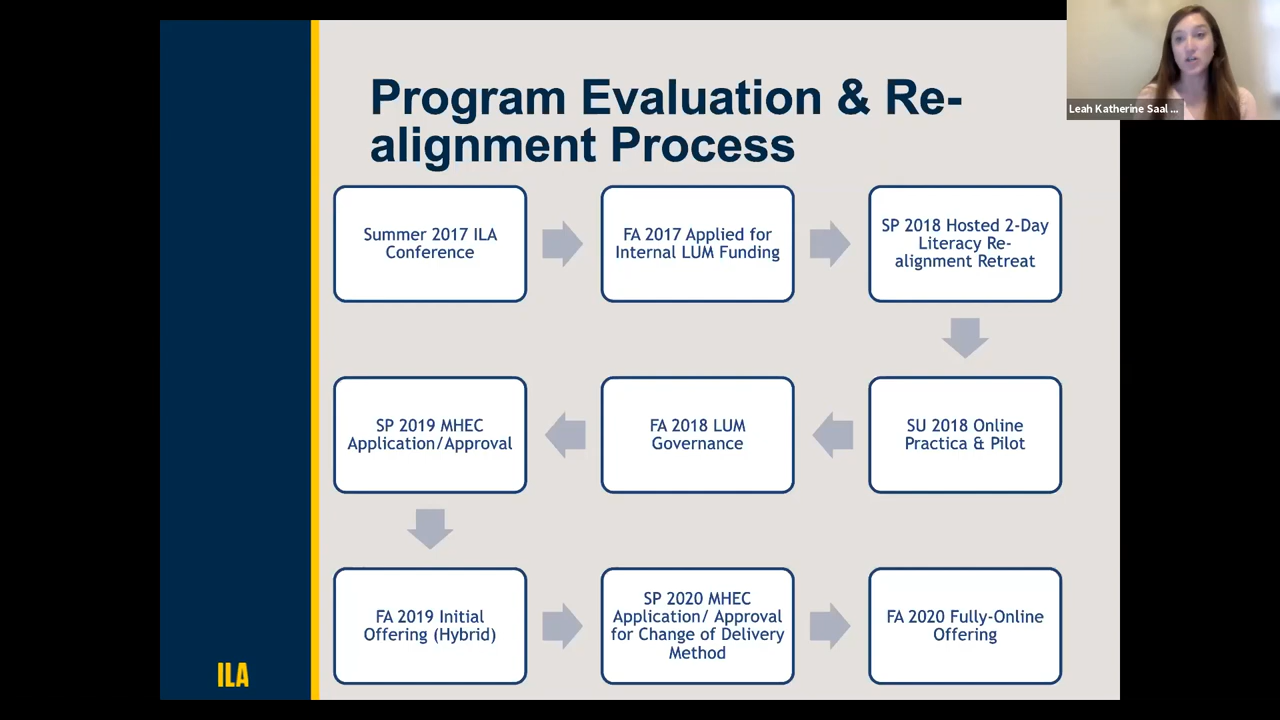 Program Evaluation & Re-
alignment Process
Leah Katherine Saal ...
Summer 2017 ILA
Conference
FA 2017 Applied for
Internal LUM Funding
SP 2018 Hosted 2-Day
Literacy Re-
alignment Retreat
SU 2018 Online
Practica & Pilot
FA 2018 LUM
Governance
SP 2019 MHEC
Application/Approval
FA 2019 Initial
Offering (Hybrid)
SP 2020 MHEC
Application/ Approval
for Change of Delivery
Method
FA 2020 Fully-Online
Offering
ILA